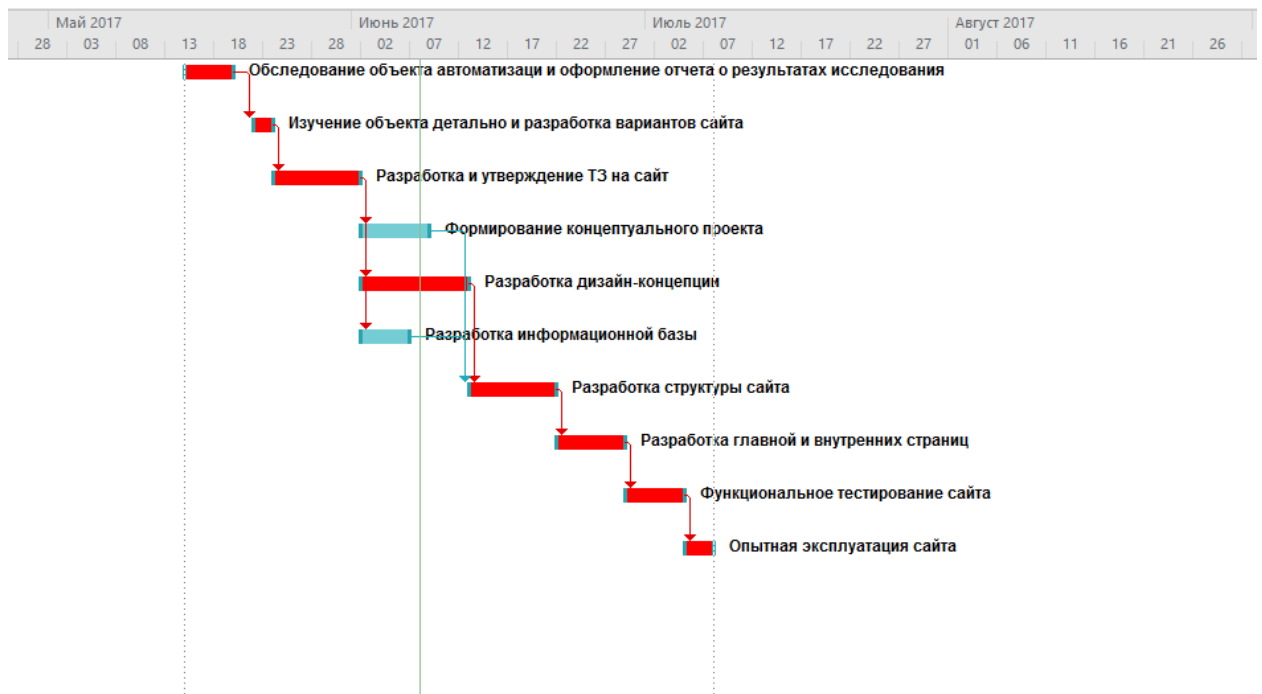 Май 2017 Июнь 2017 Июль 2017 Август 2017
28 03 08 13 18 23 28 02 07 12 17 22 27 02 07 12 17 22 27 01 06 11 16 21 26
Обследование объекта автоматизаци и оформление отчета о результатах исследования
Изучение объекта детально и разработка вариантов сайта
Разработка и утверждение ТЗ на сайт
Формирование концептуального проекта
Разработка дизайн-концепции
Разработка информационной базы
Разработка структуры сайта
Разработка главной и внутренних страниц
Функциональное тестирование сайта
Опытная эксплуатация сайта